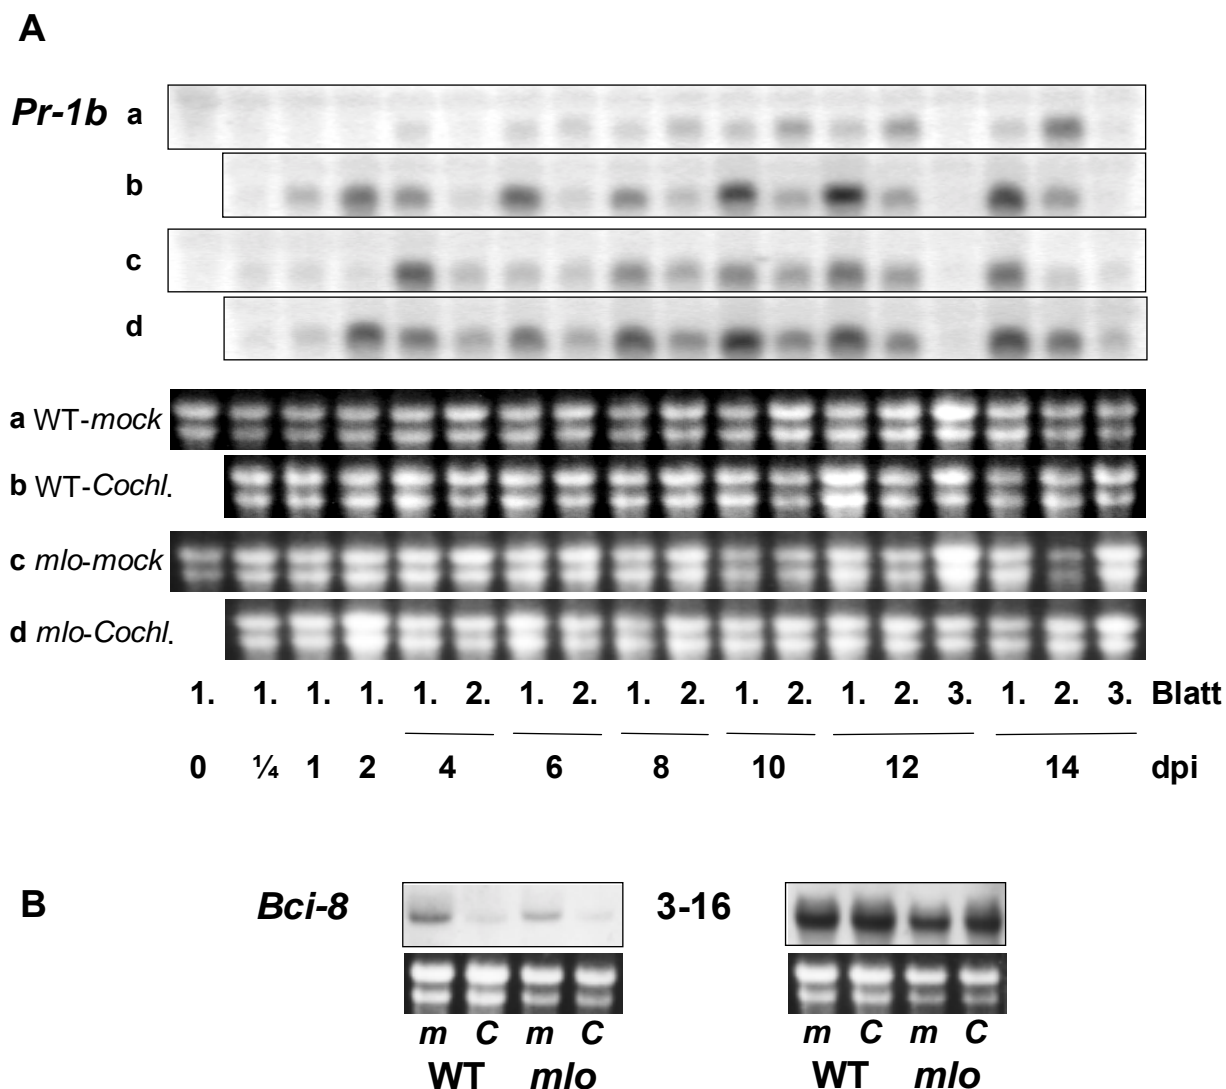 A
Pr-1b a
b
c
d
a WT-mock
b WT-Cochl.
c mlo-mock
d mlo-Cochl.
1. 1. 1. 1. 1. 2. 1. 2. 1. 2. 1. 2. 1. 2. 3. 1. 2. 3. Blatt
0 ¼ 1 2 4 6 8 10 12 14 dpi
B Bci-8 3-16
m C m C m C m C
WT mlo WT mlo